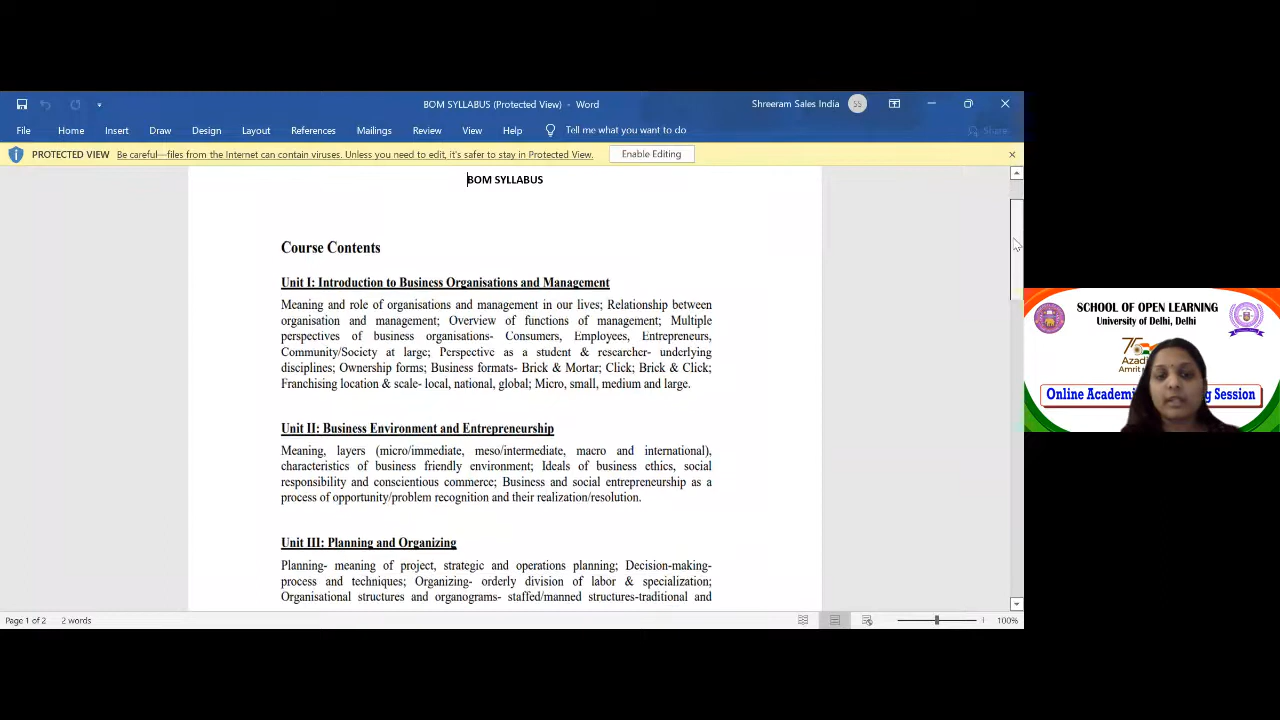 BOM SYLLABUS (Protected View) - Word
Shreeram Sales India
SS
File
Home
Insert
Draw
Design
Layout
References
Mailings
Review
View
Help
Tell me what you want to do
Share
PROTECTED VIEW
Be careful—files from the Internet can contain viruses. Unless you need to edit, it's safer to stay in Protected View.
Enable Editing
BOM SYLLABUS
Course Contents
Unit I: Introduction to Business Organisations and Management
Meaning and role of organisations and management in our lives; Relationship between
organisation and management; Overview of functions of management; Multiple
perspectives of business organisations- Consumers, Employees, Entrepreneurs,
Community/Society at large; Perspective as a student & researcher- underlying
disciplines; Ownership forms; Business formats- Brick & Mortar; Click; Brick & Click;
Franchising location & scale- local, national, global; Micro, small, medium and large.
Unit II: Business Environment and Entrepreneurship
Meaning, layers (micro/immediate, meso/intermediate, macro and international),
characteristics of business friendly environment; Ideals of business ethics, social
responsibility and conscientious commerce; Business and social entrepreneurship as a
process of opportunity/problem recognition and their realization/resolution.
Unit III: Planning and Organizing
Planning- meaning of project, strategic and operations planning; Decision-making-
process and techniques; Organizing- orderly division of labor & specialization;
Organisational structures and organograms- staffed/manned structures-traditional and
Page 1 of 2
2 words
100%
SCHOOL OF OPEN LEARNING
University of Delhi, Delhi
75
Azadi
Amrit
Online Academic
Session